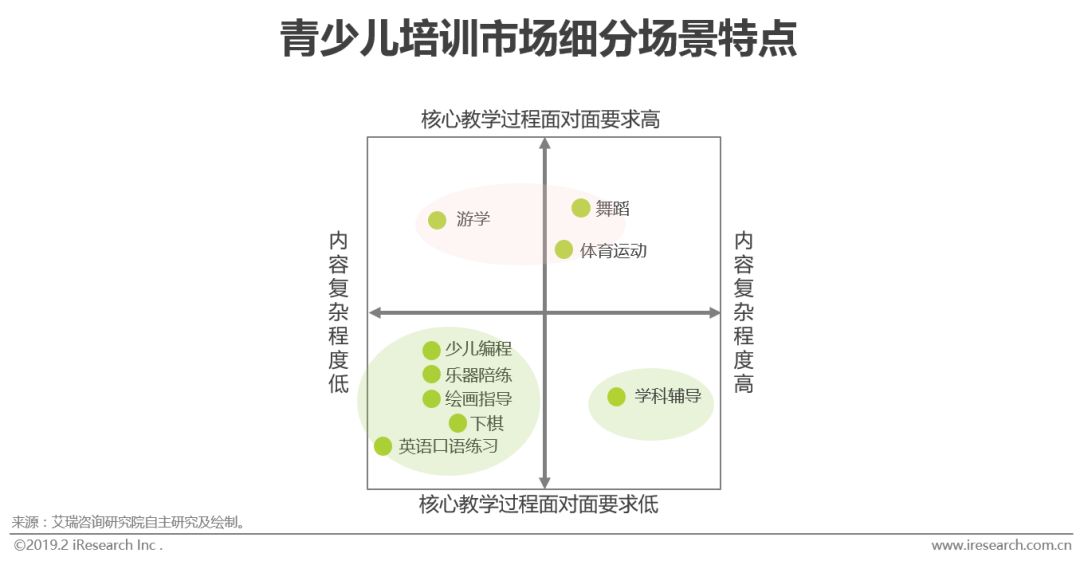 青少儿培训市场细分场景特点
核心教学过程面对面要求高
游学
舞蹈
体育运动
内容复杂程度低
内容复杂程度高
少儿编程
乐器陪练
绘画指导
下棋
英语口语练习
学科辅导
核心教学过程面对面要求低
来源：艾瑞咨询研究院自主研究及绘制。
©2019.2 iResearch Inc .
www.iresearch.com.cn